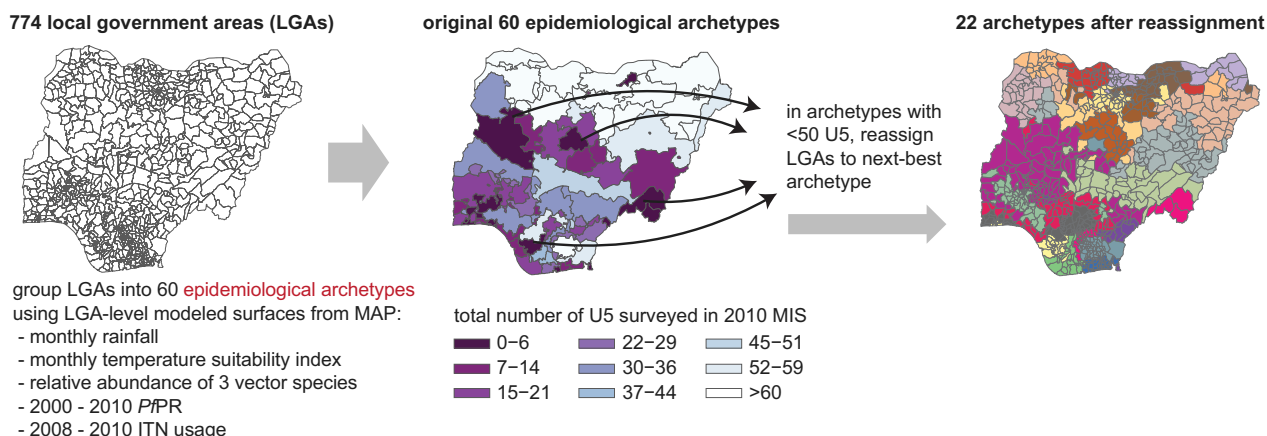 774 local government areas (LGAs)
original 60 epidemiological archetypes
22 archetypes after reassignment
in archetypes with
<50 U5, reassign
LGAs to next-best
archetype
group LGAs into 60 epidemiological archetypes
using LGA-level modeled surfaces from MAP:
- monthly rainfall
- monthly temperature suitability index
- relative abundance of 3 vector species
- 2000 - 2010 PfPR
- 2008 - 2010 ITN usage
total number of U5 surveyed in 2010 MIS
0−6 22−29 45−51
7−14 30−36 52−59
15−21 37−44 >60